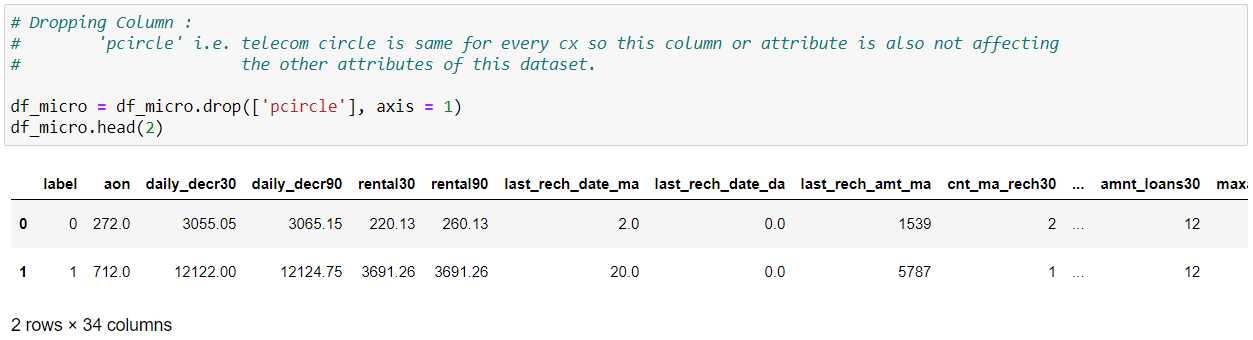 # Dropping Column :
# 'pcircle' i.e. telecom circle is same for every cx so this column or attribute is also not affecting
# the other attributes of this dataset.
df_micro = df_micro.drop(['pcircle'], axis = 1)
df_micro.head(2)
label aon daily_decr30 daily_decr90 rental30 rental90 last_rech_date_ma last_rech_date_da last_rech_amt_ma cnt_ma_rech30 ... amnt_loans30
0 0 272.0 3055.05 3065.15 220.13 260.13 2.0 0.0 1539 2 ... 12
1 1 712.0 12122.00 12124.75 3691.26 3691.26 20.0 0.0 5787 1 ... 12
2 rows × 34 columns